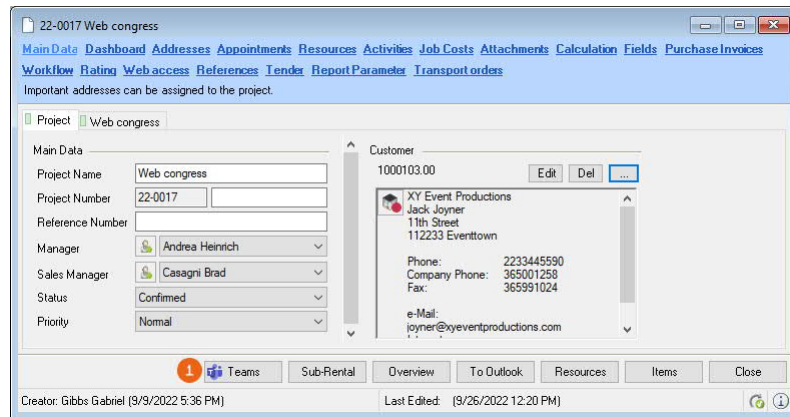 22-0017 Web congress
Main Data Dashboard Addresses Appointments Resources Activities Job Costs Attachments Calculation Fields Purchase Invoices
Workflow Rating Web access References Tender Report Parameter Transport orders
Important addresses can be assigned to the project.
Project Web congress
Main Data
Project Name Web congress
Project Number 22-0017
Reference Number
Manager Andrea Heinrich
Sales Manager Casagni Brad
Status Confirmed
Priority Normal
Customer
1000103.00 Edit Del ...
XY Event Productions
Jack Joyner
11th Street
112233 Eventtown
Phone: 2233445590
Company Phone: 365001258
Fax: 365991024
e-Mail:
joyner@xyeventproductions.com
1 Teams Sub-Rental Overview To Outlook Resources Items Close
Creator: Gibbs Gabriel (9/9/2022 5:36 PM) Last Edited: (9/26/2022 12:20 PM)